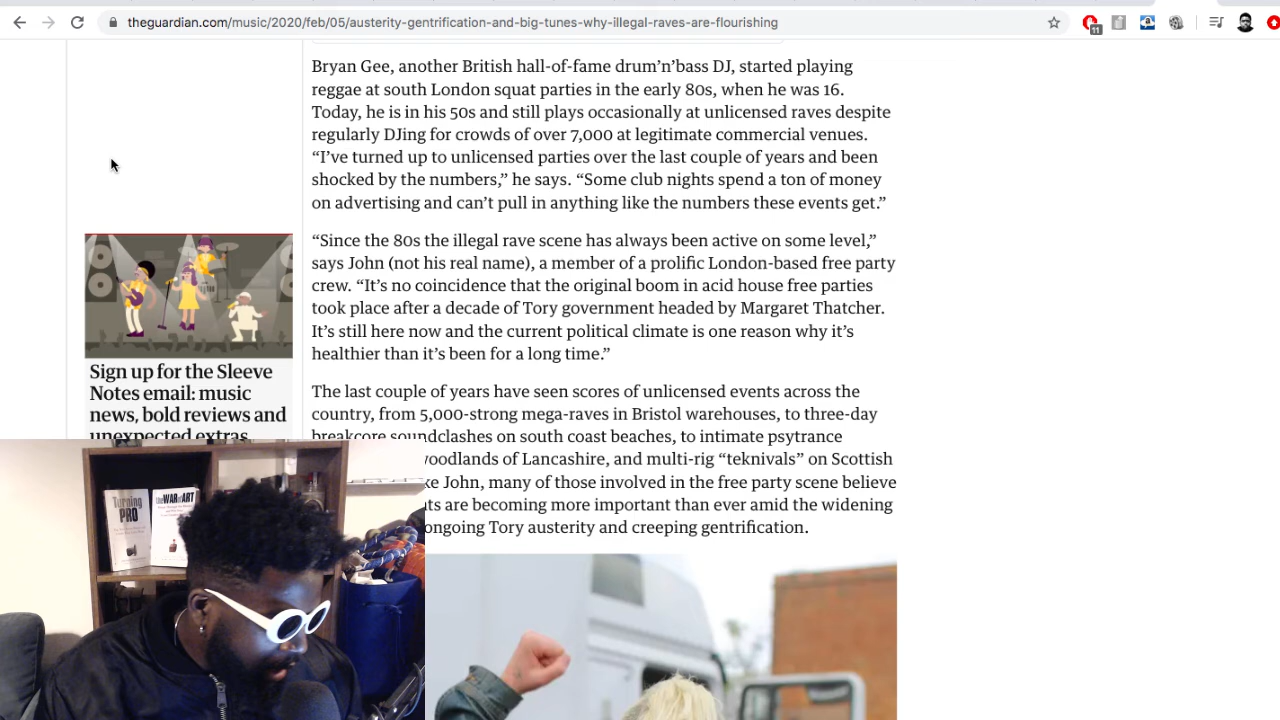 theguardian.com/music/2020/feb/05/austerity-gentrification-and-big-tunes-why-illegal-raves-are-flourishing
11
Bryan Gee, another British hall-of-fame drum’n’bass DJ, started playing
reggae at south London squat parties in the early 80s, when he was 16.
Today, he is in his 50s and still plays occasionally at unlicensed raves despite
regularly DJing for crowds of over 7,000 at legitimate commercial venues.
“I’ve turned up to unlicensed parties over the last couple of years and been
shocked by the numbers,” he says. “Some club nights spend a ton of money
on advertising and can’t pull in anything like the numbers these events get.”
“Since the 80s the illegal rave scene has always been active on some level,”
says John (not his real name), a member of a prolific London-based free party
crew. “It’s no coincidence that the original boom in acid house free parties
took place after a decade of Tory government headed by Margaret Thatcher.
It’s still here now and the current political climate is one reason why it’s
healthier than it’s been for a long time.”
The last couple of years have seen scores of unlicensed events across the
country, from 5,000-strong mega-raves in Bristol warehouses, to three-day
breakcore soundclashes on south coast beaches, to intimate psytrance
woodlands of Lancashire, and multi-rig “teknivals” on Scottish
ke John, many of those involved in the free party scene believe
ts are becoming more important than ever amid the widening
ongoing Tory austerity and creeping gentrification.
Sign up for the Sleeve
Notes email: music
news, bold reviews and
unexpected extras
Turning
PRO
the WAR of ART